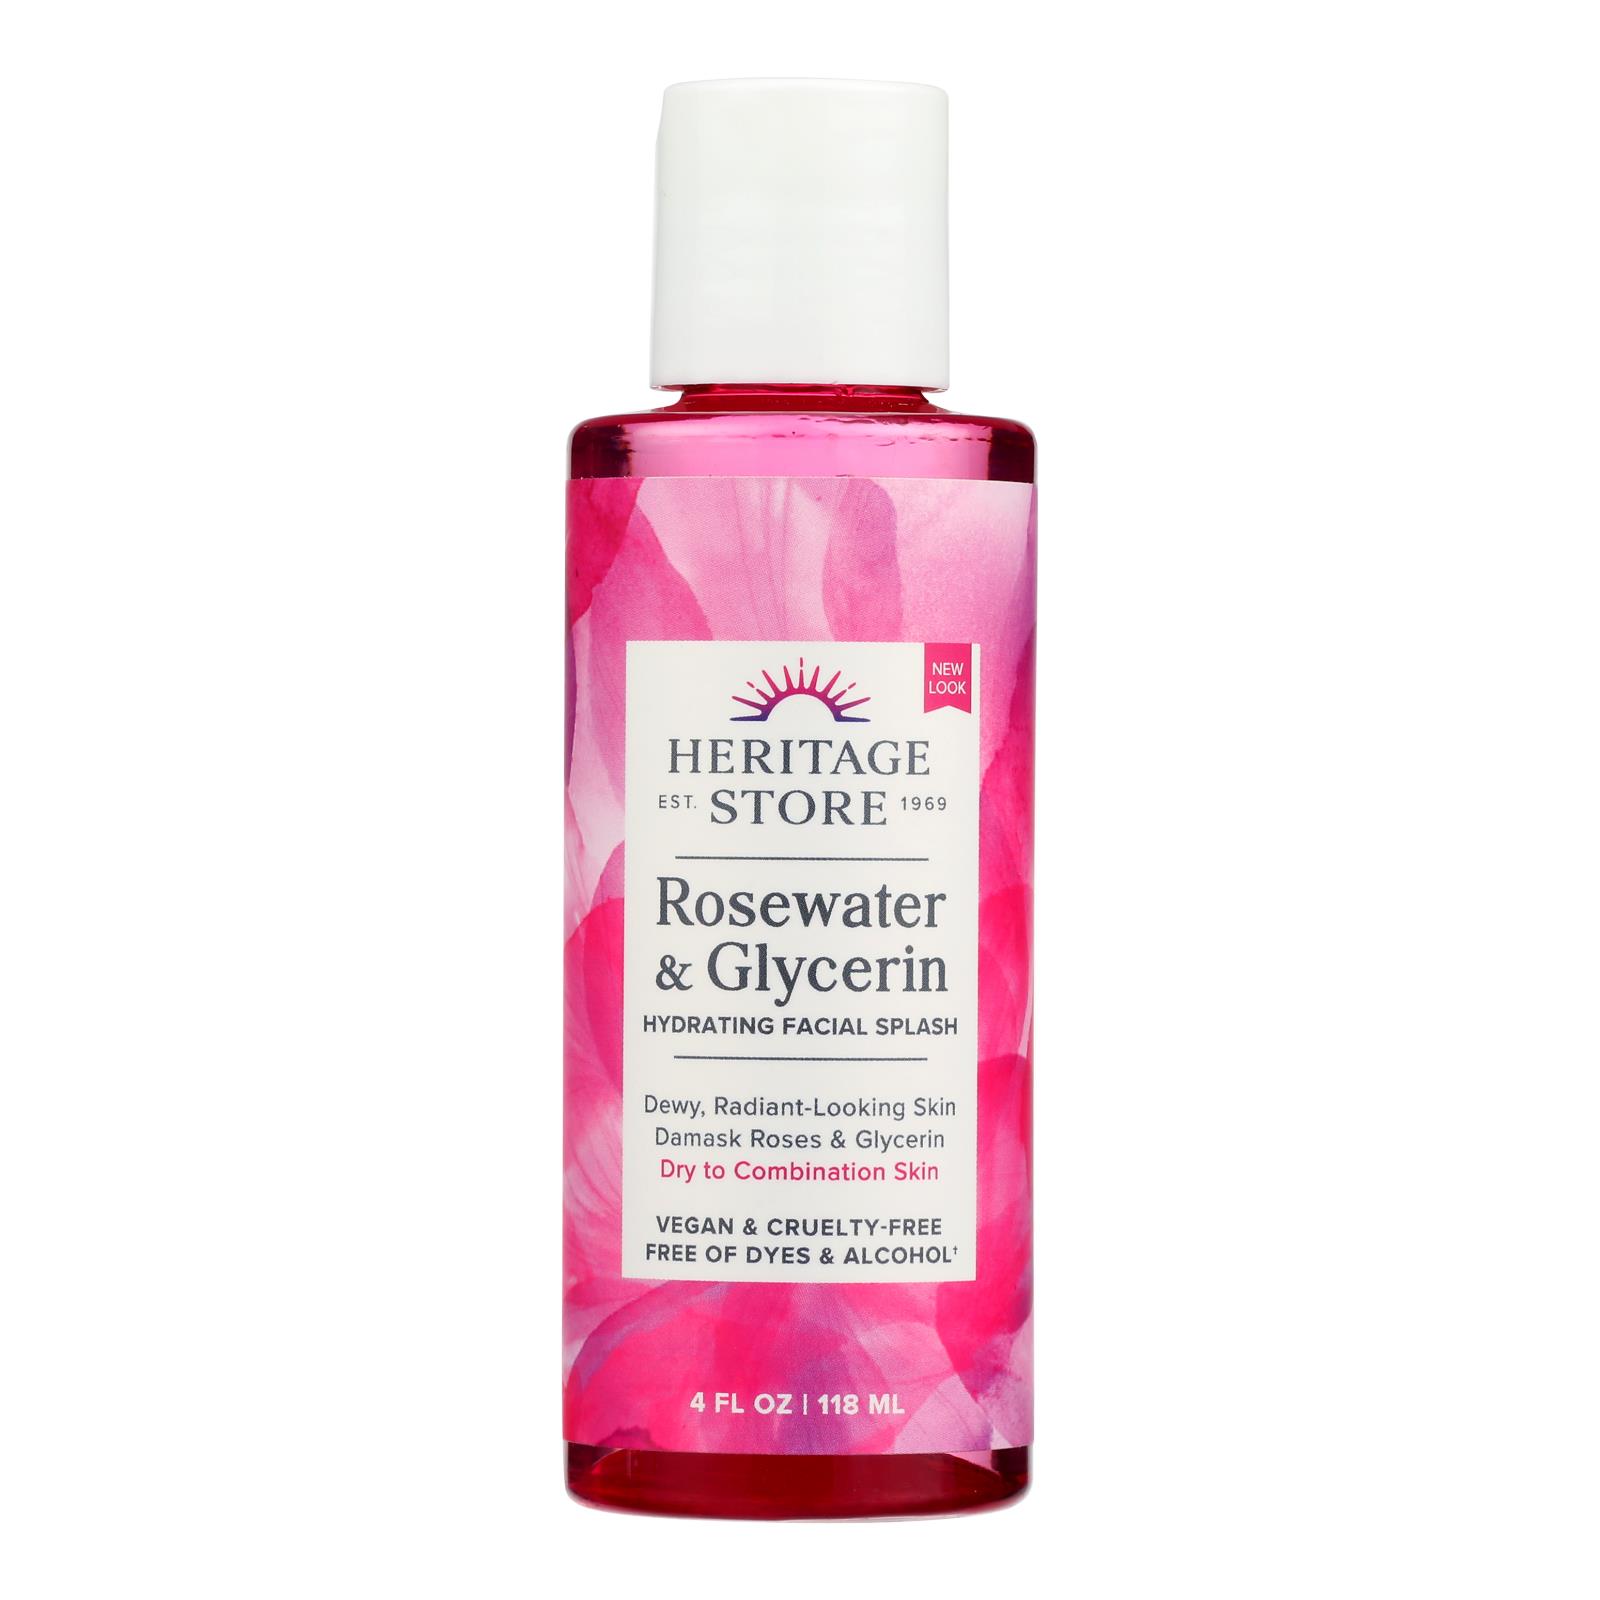 NEW
LOOK
HERITAGE
EST. STORE 1969
Rosewater
& Glycerin
HYDRATING FACIAL SPLASH
Dewy, Radiant-Looking Skin
Damask Roses & Glycerin
Dry to Combination Skin
VEGAN & CRUELTY-FREE
FREE OF DYES & ALCOHOL†
4 FL OZ | 118 ML